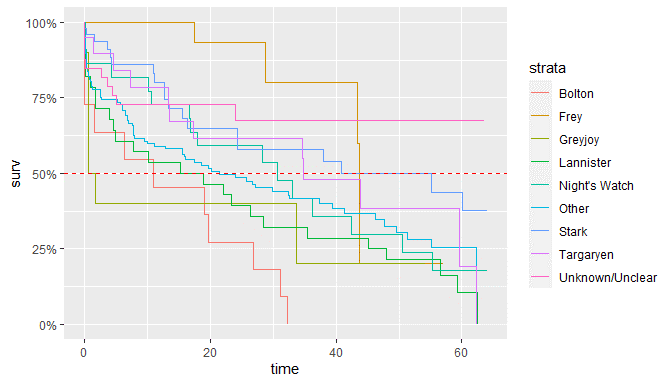 100%
75%
50%
25%
0%
surv
0
20
40
60
time
strata
Bolton
Frey
Greyjoy
Lannister
Night's Watch
Other
Stark
Targaryen
Unknown/Unclear